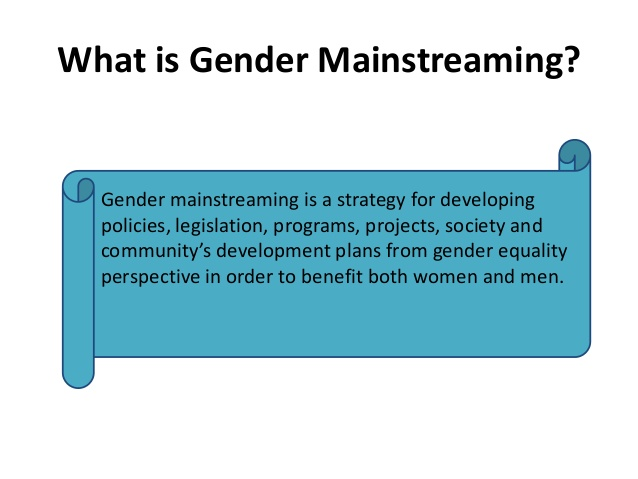 What is Gender Mainstreaming?
Gender mainstreaming is a strategy for developing
policies, legislation, programs, projects, society and
community’s development plans from gender equality
perspective in order to benefit both women and men.